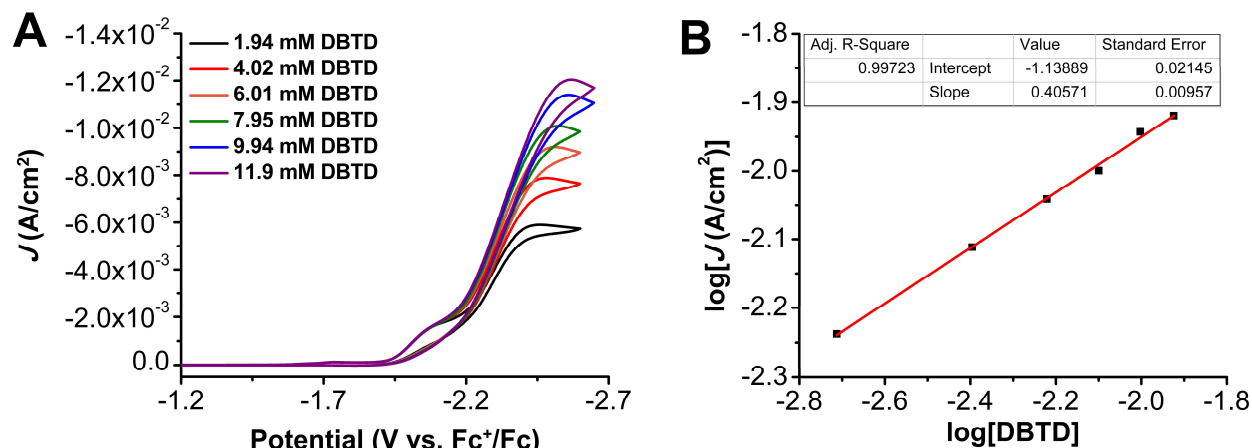 A
-1.4x10⁻²
-1.2x10⁻²
-1.0x10⁻²
-8.0x10⁻³
-6.0x10⁻³
-4.0x10⁻³
-2.0x10⁻³
0.0
J (A/cm²)
1.94 mM DBTD
4.02 mM DBTD
6.01 mM DBTD
7.95 mM DBTD
9.94 mM DBTD
11.9 mM DBTD
-1.2 -1.7 -2.2 -2.7
Potential (V vs. Fc⁺/Fc)
B
-1.8
-1.9
-2.0
-2.1
-2.2
-2.3
log[J (A/cm²)]
Adj. R-Square Value Standard Error
0.99723 Intercept -1.13889 0.02145
Slope 0.40571 0.00957
-2.8 -2.6 -2.4 -2.2 -2.0 -1.8
log[DBTD]